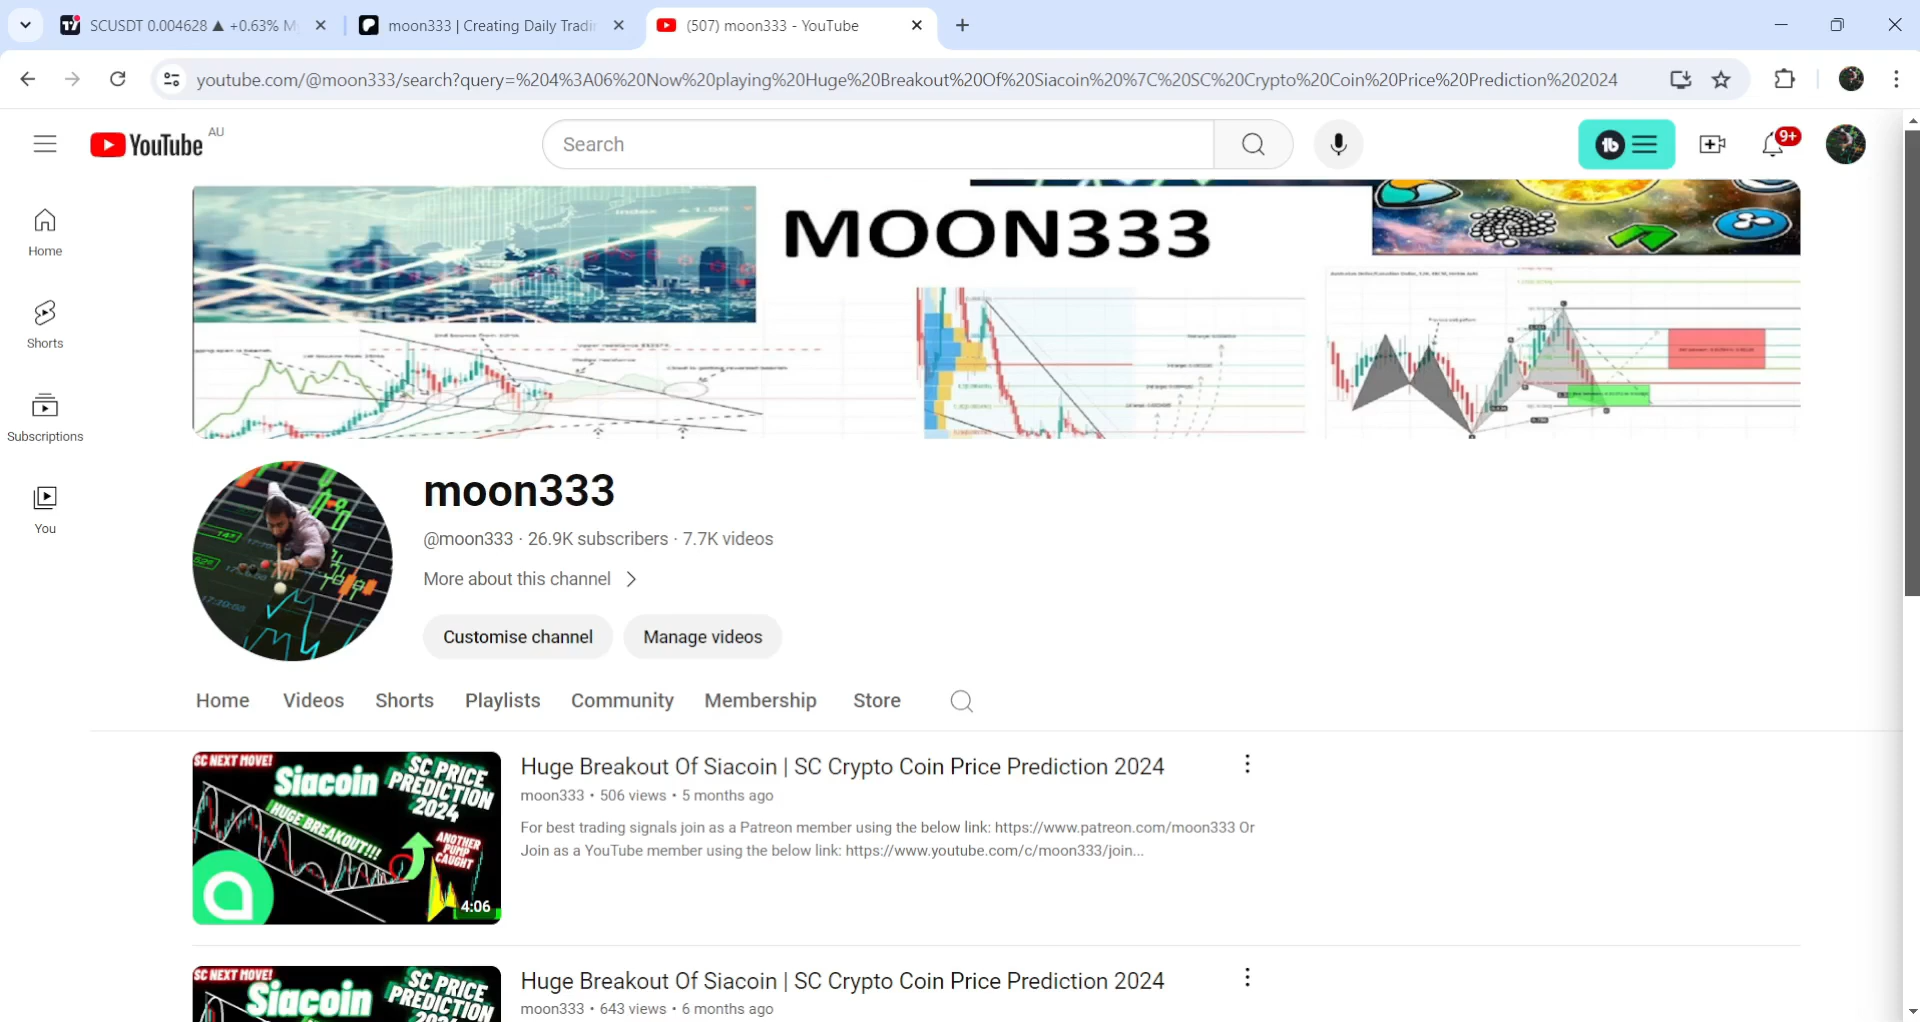 SCUSDT 0.004628 ▲ +0.63% M
moon333 | Creating Daily Tradi
(507) moon333 - YouTube
youtube.com/@moon333/search?query=%204%3A06%20Now%20playing%20Huge%20Breakout%20Of%20Siacoin%20%7C%20SC%20Crypto%20Coin%20Price%20Prediction%202024
YouTube AU
Search
9+
Home
Shorts
Subscriptions
You
MOON333
moon333
@moon333 · 26.9K subscribers · 7.7K videos
More about this channel
Customise channel
Manage videos
Home Videos Shorts Playlists Community Membership Store
SC NEXT MOVE!
Siacoin
SC PRICE
PREDICTION
2024
HUGE BREAKOUT!!!
ANOTHER
PUMP
CAUGHT
4:06
Huge Breakout Of Siacoin | SC Crypto Coin Price Prediction 2024
moon333 • 506 views • 5 months ago
For best trading signals join as a Patreon member using the below link: https://www.patreon.com/moon333 Or
Join as a YouTube member using the below link: https://www.youtube.com/c/moon333/join...
SC NEXT MOVE!
Siacoin
SC PRICE
PREDICTION
Huge Breakout Of Siacoin | SC Crypto Coin Price Prediction 2024
moon333 • 643 views • 6 months ago